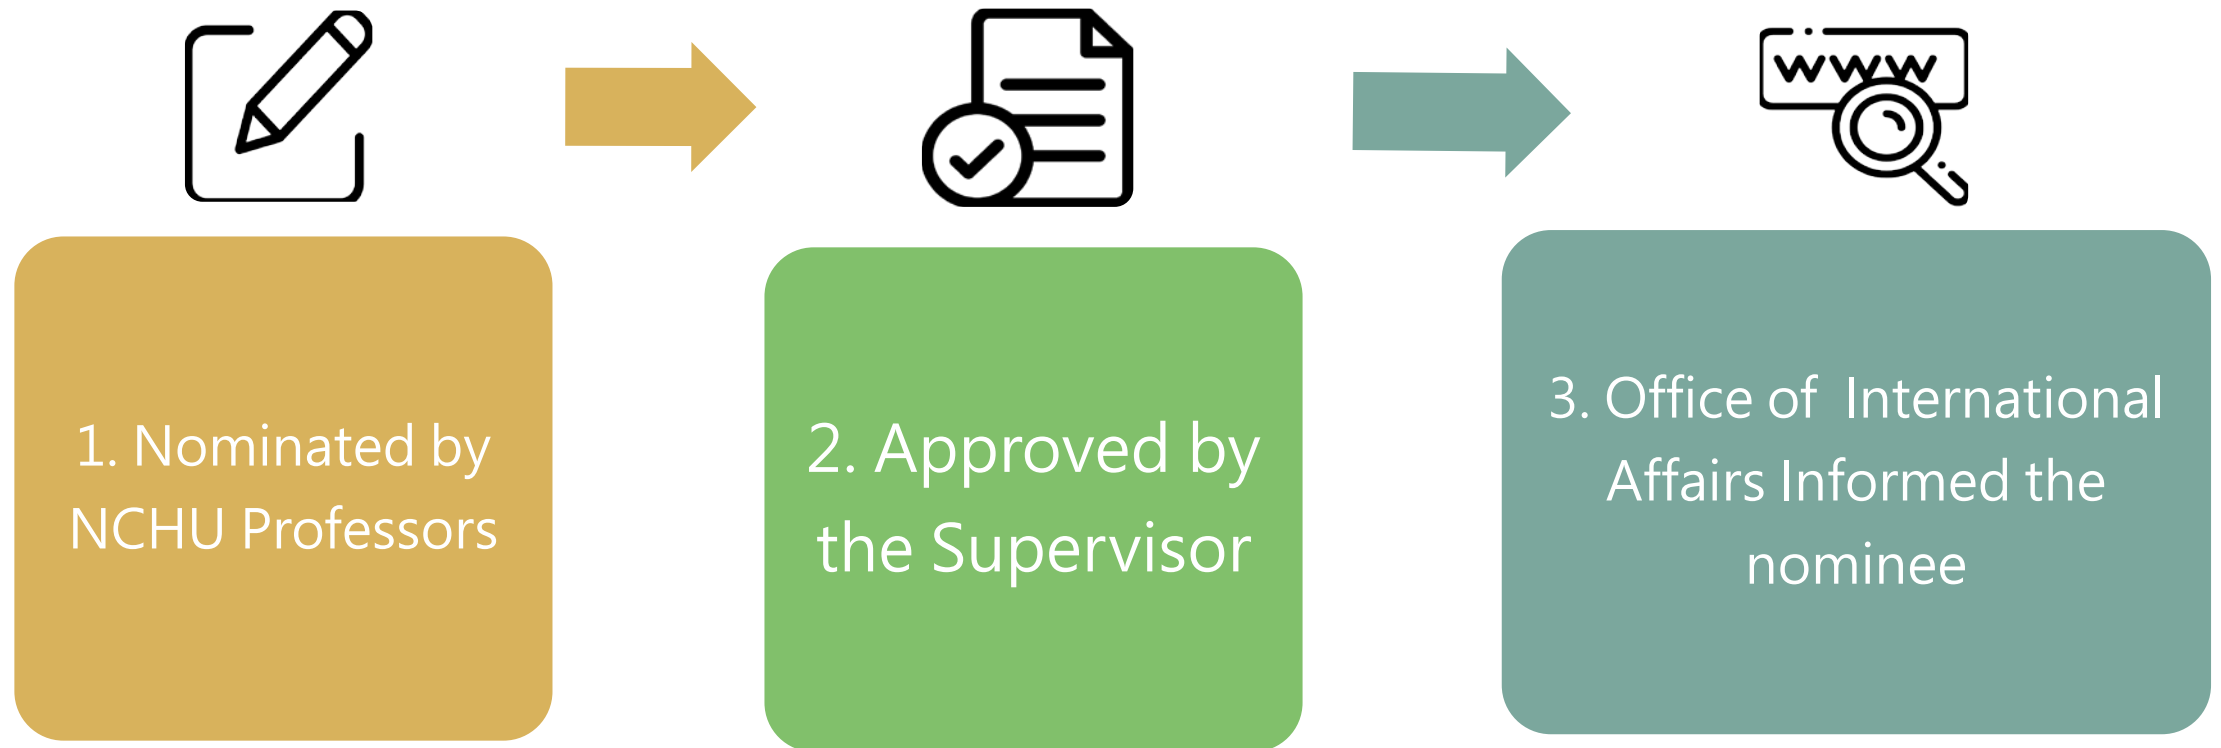 www
1. Nominated by
NCHU Professors
2. Approved by
the Supervisor
3. Office of  International
Affairs Informed the
nominee